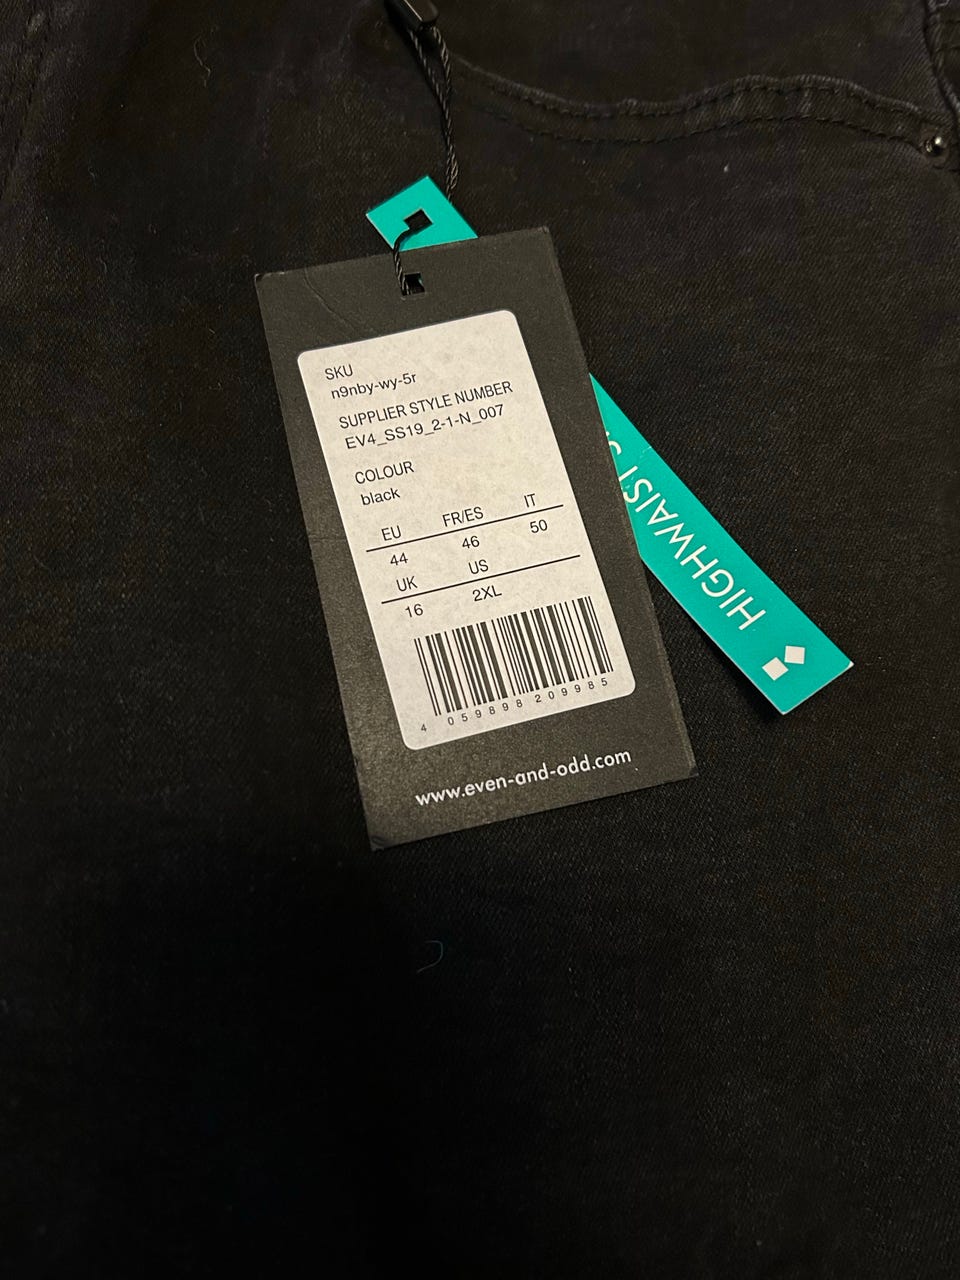 SKU
n9nby-wy-5r
SUPPLIER STYLE NUMBER
EV4_SS19_2-1-N_007
COLOUR
black
EU FR/ES IT
44 46 50
UK US
16 2XL
4 059898 209985
www.even-and-odd.com
HIGHWAIST